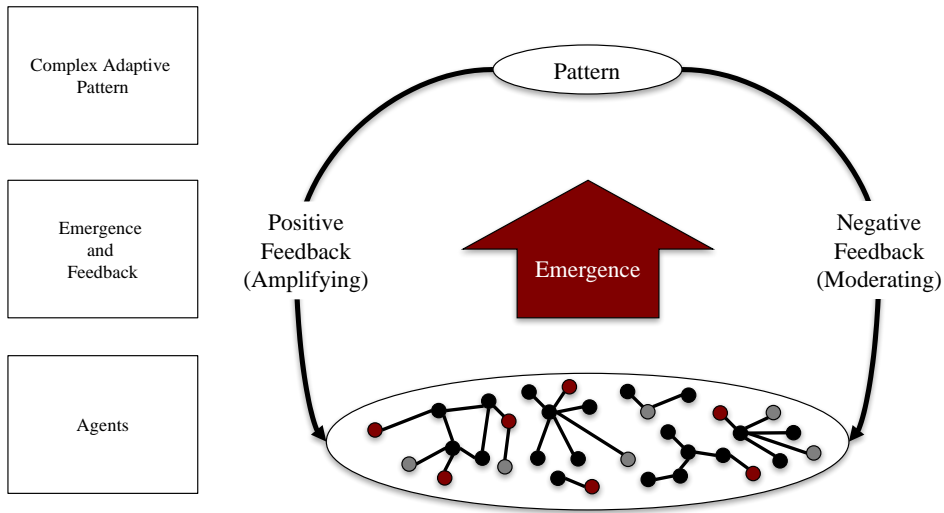 Complex Adaptive
Pattern
Emergence
and
Feedback
Agents
Pattern
Positive
Feedback
(Amplifying)
Emergence
Negative
Feedback
(Moderating)